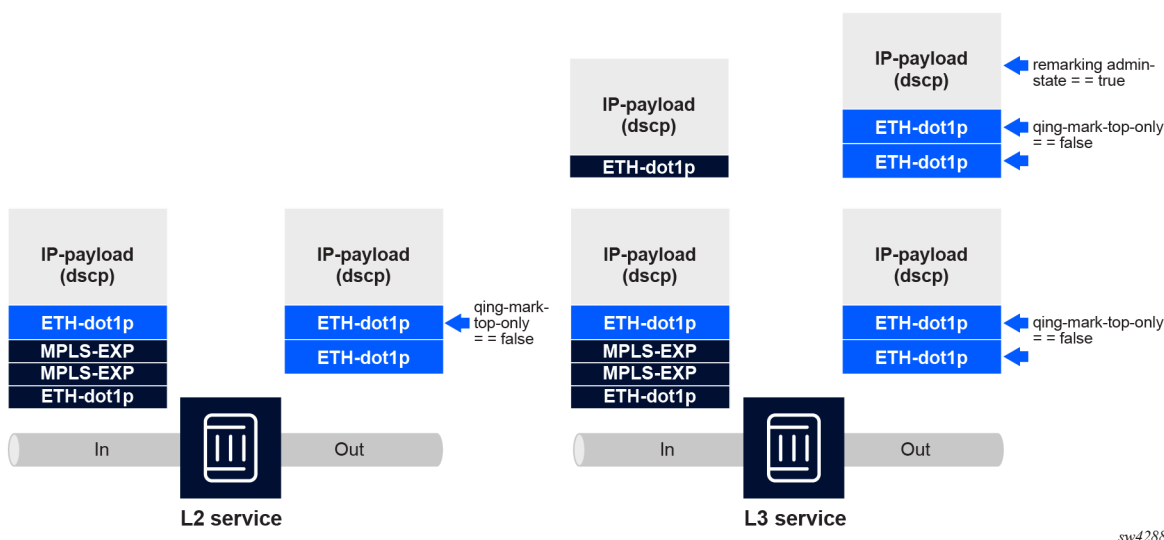 IP-payload
(dscp)
ETH-dot1p
MPLS-EXP
MPLS-EXP
ETH-dot1p
In
IP-payload
(dscp)
ETH-dot1p
ETH-dot1p
qing-mark-
top-only
= = false
Out
L2 service
IP-payload
(dscp)
ETH-dot1p
IP-payload
(dscp)
ETH-dot1p
ETH-dot1p
remarking admin-
state = = true
qing-mark-top-only
= = false
IP-payload
(dscp)
ETH-dot1p
MPLS-EXP
MPLS-EXP
ETH-dot1p
In
IP-payload
(dscp)
ETH-dot1p
ETH-dot1p
qing-mark-top-only
= = false
Out
L3 service
sw4288